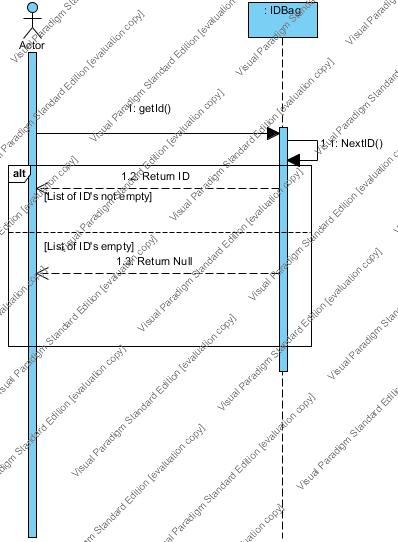 Actor
: IDBag
1: getId()
1.1: NextID()
alt
1.2: Return ID
[List of ID's not empty]
[List of ID's empty]
1.3: Return Null
Visual Paradigm Standard Edition [evaluation copy]